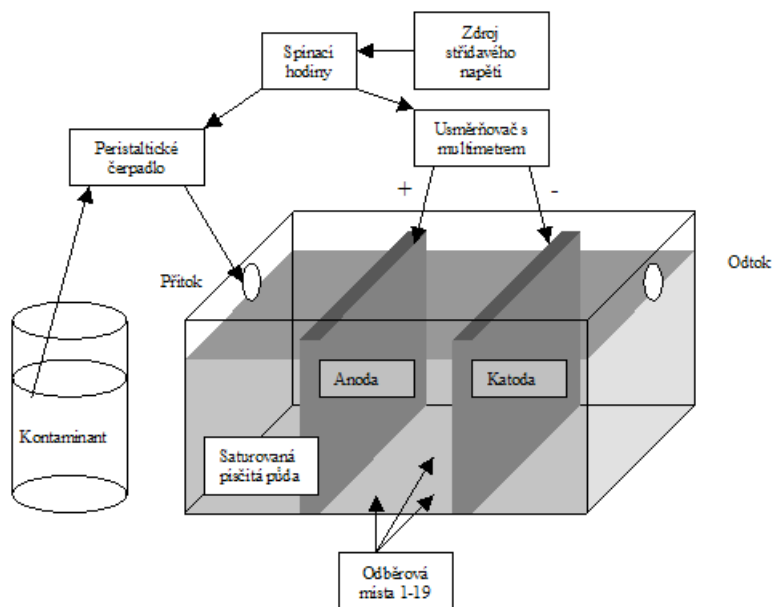 Zdroj
střídavého
napětí
Spínací
hodiny
Usměrňovač s
multimetrem
Peristaltické
čerpadlo
+
-
Přítok
Odtok
Anoda
Katoda
Kontaminant
Saturovaná
písčitá půda
Odběrová
místa 1-19